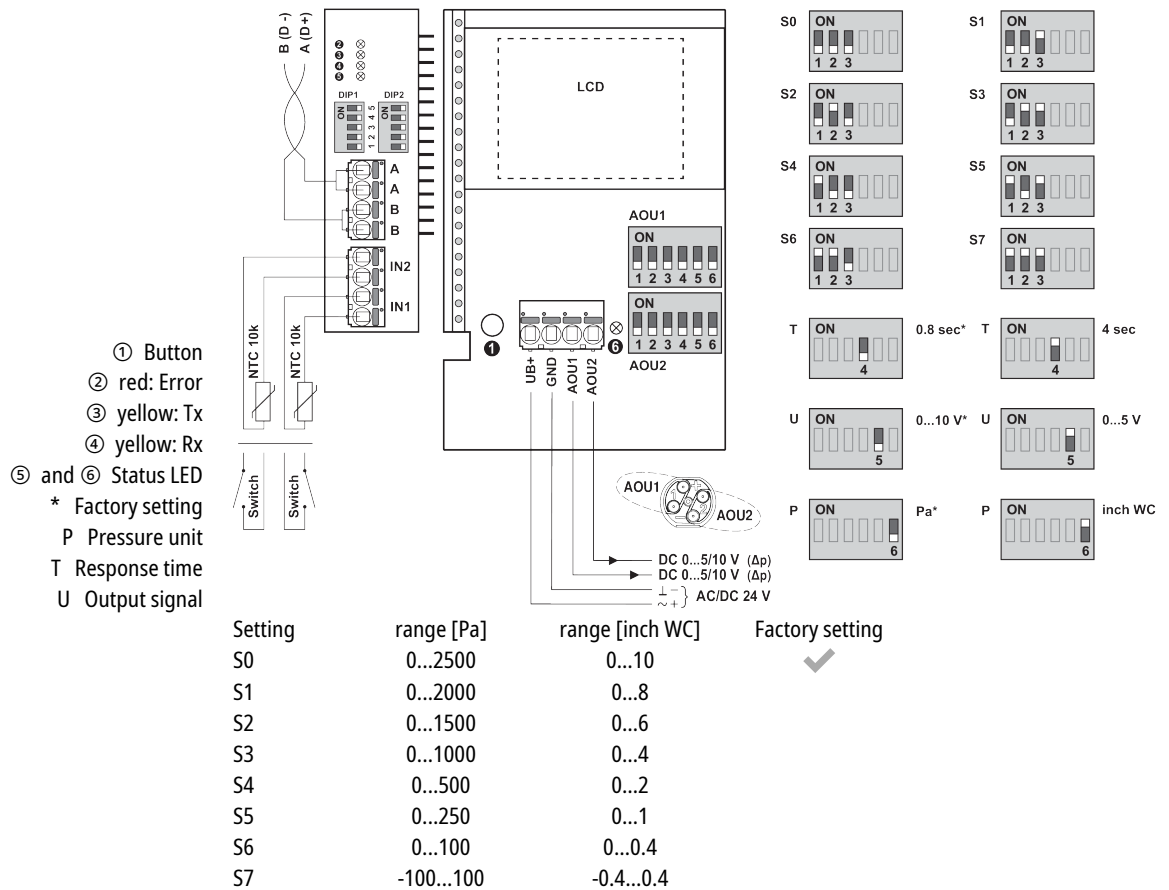 B (D -)
A (D+)
❷
❸
❹
❺
DIP1
DIP2
ON
ON
1 2 3 4 5
A
A
B
B
IN2
IN1
NTC 10k
NTC 10k
Switch
Switch
LCD
AOU1
ON
1 2 3 4 5 6
ON
1 2 3 4 5 6
AOU2
❶
❻
UB+
GND
AOU1
AOU2
AOU1
AOU2
+
1
2
DC 0...5/10 V (Δp)
DC 0...5/10 V (Δp)
⊥ −
~ +
} AC/DC 24 V
① Button
② red: Error
③ yellow: Tx
④ yellow: Rx
⑤ and ⑥ Status LED
* Factory setting
P Pressure unit
T Response time
U Output signal
S0 ON
1 2 3
S1 ON
1 2 3
S2 ON
1 2 3
S3 ON
1 2 3
S4 ON
1 2 3
S5 ON
1 2 3
S6 ON
1 2 3
S7 ON
1 2 3
T ON 0.8 sec*
4
T ON 4 sec
4
U ON 0...10 V*
5
U ON 0...5 V
5
P ON Pa*
6
P ON inch WC
6
Setting range [Pa] range [inch WC] Factory setting
S0 0...2500 0...10 ✔
S1 0...2000 0...8
S2 0...1500 0...6
S3 0...1000 0...4
S4 0...500 0...2
S5 0...250 0...1
S6 0...100 0...0.4
S7 -100...100 -0.4...0.4